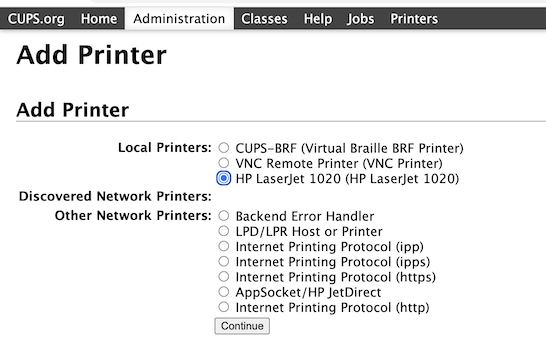 CUPS.org Home Administration Classes Help Jobs Printers
Add Printer
Add Printer
Local Printers: CUPS-BRF (Virtual Braille BRF Printer)
VNC Remote Printer (VNC Printer)
HP LaserJet 1020 (HP LaserJet 1020)
Discovered Network Printers:
Other Network Printers: Backend Error Handler
LPD/LPR Host or Printer
Internet Printing Protocol (ipp)
Internet Printing Protocol (ipps)
Internet Printing Protocol (https)
AppSocket/HP JetDirect
Internet Printing Protocol (http)
Continue